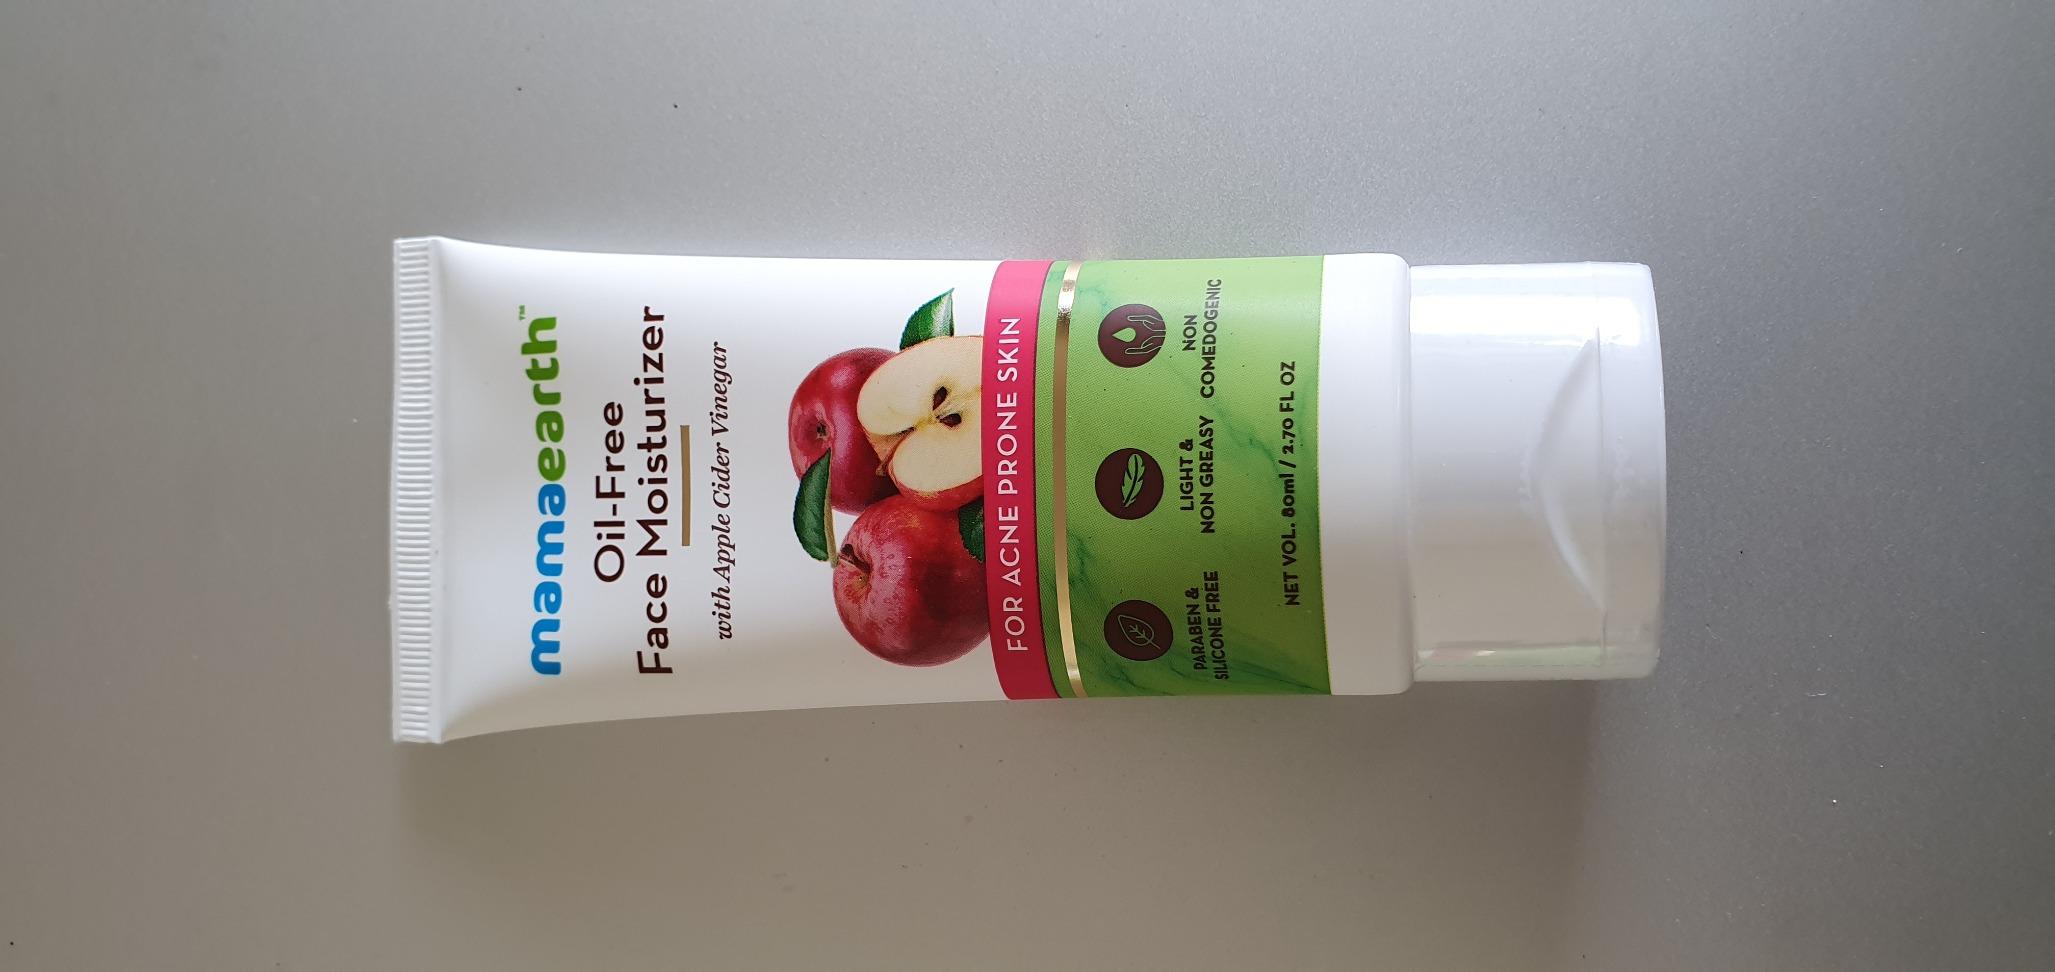 mamaearth™
Oil-Free
Face Moisturizer
with Apple Cider Vinegar
FOR ACNE PRONE SKIN
PARABEN &
SILICONE FREE
LIGHT &
NON GREASY
NON
COMEDOGENIC
NET VOL. 80ml / 2.70 FL OZ